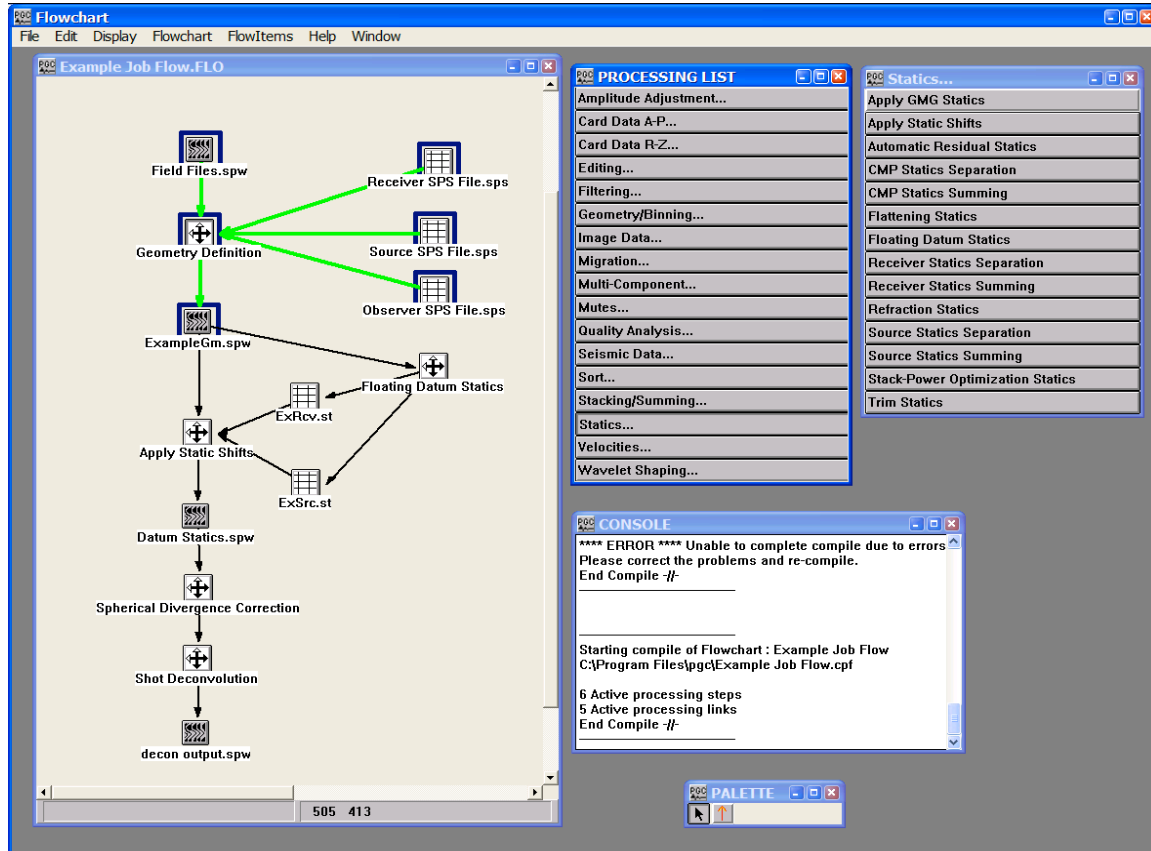 PGC Flowchart
File Edit Display Flowchart FlowItems Help Window
PGC Example Job Flow.FLO
Field Files.spw
Receiver SPS File.sps
Geometry Definition
Source SPS File.sps
Observer SPS File.sps
ExampleGm.spw
Floating Datum Statics
ExRcv.st
Apply Static Shifts
ExSrc.st
Datum Statics.spw
Spherical Divergence Correction
Shot Deconvolution
decon output.spw
505 413
PGC PROCESSING LIST
Amplitude Adjustment...
Card Data A-P...
Card Data R-Z...
Editing...
Filtering...
Geometry/Binning...
Image Data...
Migration...
Multi-Component...
Mutes...
Quality Analysis...
Seismic Data...
Sort...
Stacking/Summing...
Statics...
Velocities...
Wavelet Shaping...
PGC Statics...
Apply GMG Statics
Apply Static Shifts
Automatic Residual Statics
CMP Statics Separation
CMP Statics Summing
Flattening Statics
Floating Datum Statics
Receiver Statics Separation
Receiver Statics Summing
Refraction Statics
Source Statics Separation
Source Statics Summing
Stack-Power Optimization Statics
Trim Statics
PGC CONSOLE
**** ERROR **** Unable to complete compile due to errors
Please correct the problems and re-compile.
End Compile -//-
Starting compile of Flowchart : Example Job Flow
C:\Program Files\pgc\Example Job Flow.cpf
6 Active processing steps
5 Active processing links
End Compile -//-
PGC PALETTE